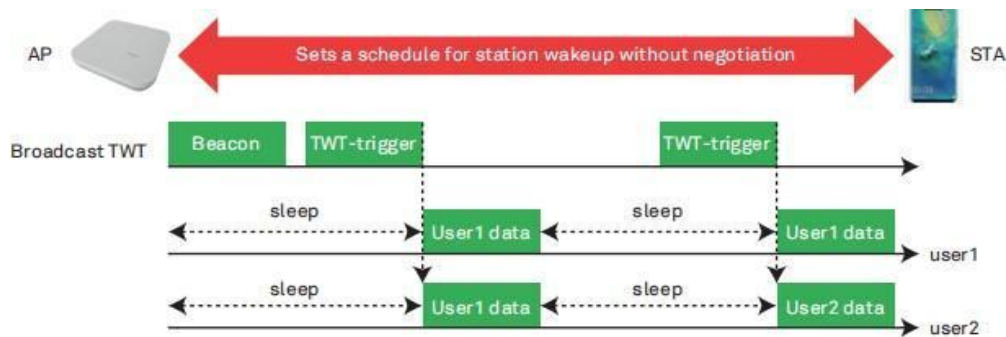 AP
Sets a schedule for station wakeup without negotiation
STA
Broadcast TWT
Beacon
TWT-trigger
TWT-trigger
sleep
User1 data
sleep
User1 data
user1
sleep
User1 data
sleep
User2 data
user2